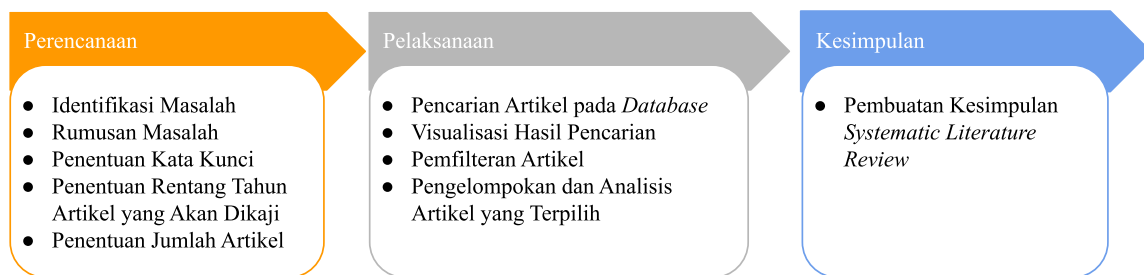 Perencanaan
● Identifikasi Masalah
● Rumusan Masalah
● Penentuan Kata Kunci
● Penentuan Rentang Tahun
Artikel yang Akan Dikaji
● Penentuan Jumlah Artikel
Pelaksanaan
● Pencarian Artikel pada Database
● Visualisasi Hasil Pencarian
● Pemfilteran Artikel
● Pengelompokan dan Analisis
Artikel yang Terpilih
Kesimpulan
● Pembuatan Kesimpulan
Systematic Literature
Review